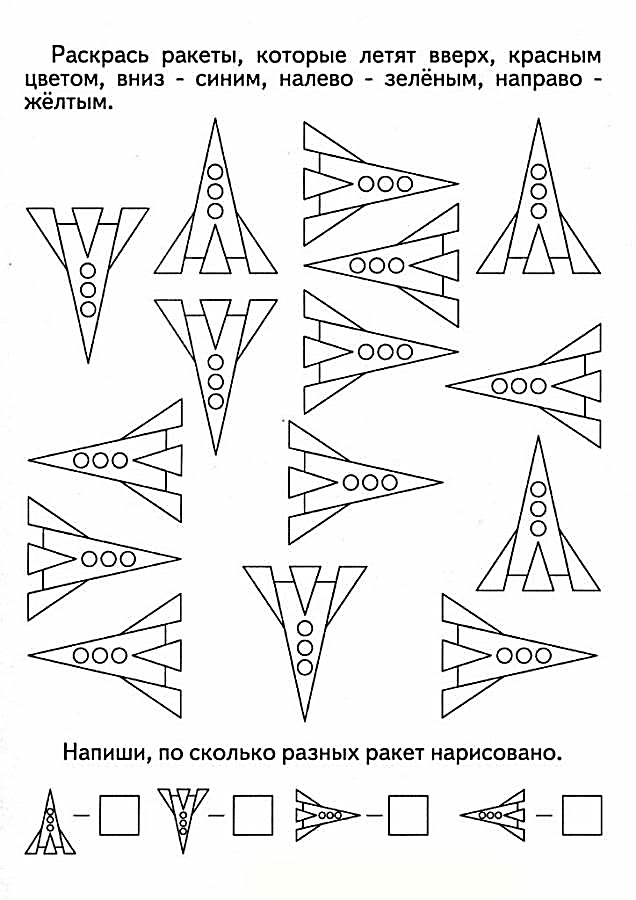 Раскрась ракеты, которые летят вверх, красным
цветом, вниз - синим, налево - зелёным, направо -
жёлтым.
Напиши, по сколько разных ракет нарисовано.